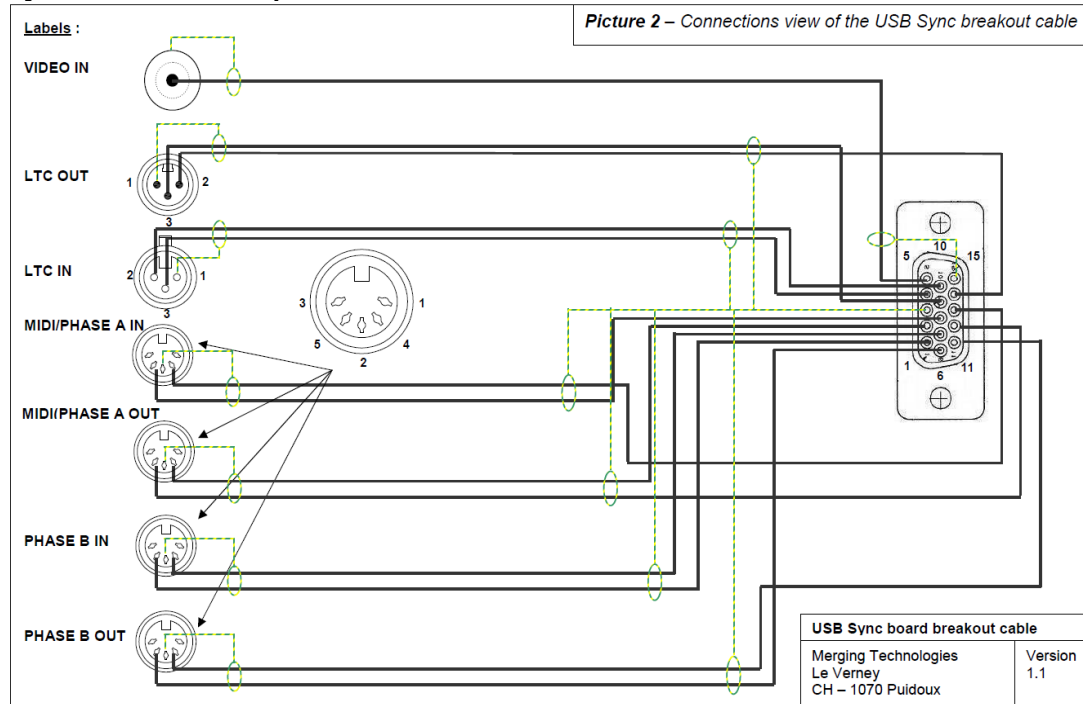 Labels :
Picture 2 – Connections view of the USB Sync breakout cable
VIDEO IN
LTC OUT
1
2
3
LTC IN
2
1
3
MIDI/PHASE A IN
3
1
5
4
2
5
10
15
1
6
11
MIDI/PHASE A OUT
PHASE B IN
PHASE B OUT
USB Sync board breakout cable
Merging Technologies
Le Verney
CH – 1070 Puidoux
Version
1.1